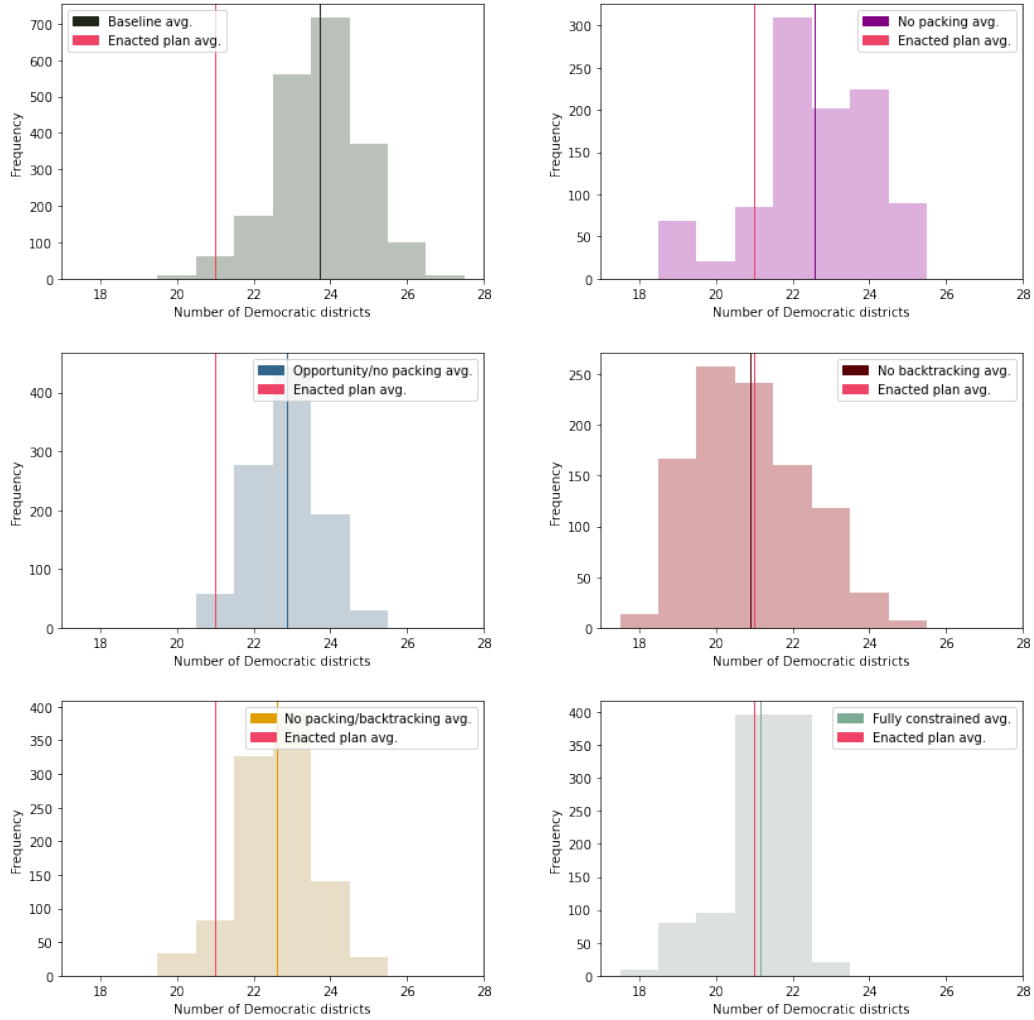 Baseline avg.
Enacted plan avg.
Frequency
700
600
500
400
300
200
100
0
18 20 22 24 26 28
Number of Democratic districts
No packing avg.
Enacted plan avg.
Frequency
300
250
200
150
100
50
0
18 20 22 24 26 28
Number of Democratic districts
Opportunity/no packing avg.
Enacted plan avg.
Frequency
400
300
200
100
0
18 20 22 24 26 28
Number of Democratic districts
No backtracking avg.
Enacted plan avg.
Frequency
250
200
150
100
50
0
18 20 22 24 26 28
Number of Democratic districts
No packing/backtracking avg.
Enacted plan avg.
Frequency
400
350
300
250
200
150
100
50
0
18 20 22 24 26 28
Number of Democratic districts
Fully constrained avg.
Enacted plan avg.
Frequency
400
350
300
250
200
150
100
50
0
18 20 22 24 26 28
Number of Democratic districts